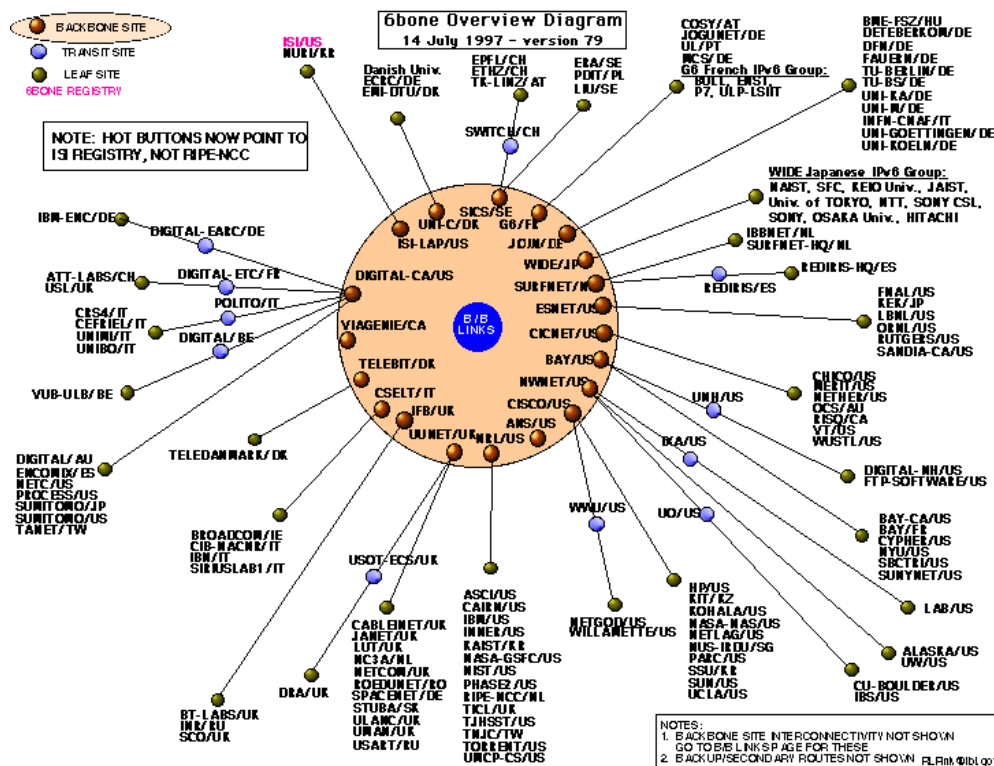 BACKBONE SITE
TRANSIT SITE
LEAF SITE
6BONE REGISTRY
6bone Overview Diagram
14 July 1997 - version 79
NOTE: HOT BUTTONS NOW POINT TO
ISI REGISTRY, NOT RIPE-NCC
ISI/US
NURI/KR
Danish Univ.
ECRC/DE
EMI-DTU/DK
EPFL/CH
ETHZ/CH
TK-LINZ/AT
SWITCH/CH
ERA/SE
PDIT/PL
LIU/SE
COSY/AT
JOGUNET/DE
UL/PT
MCS/DE
G6 French IPv6 Group:
BULL, ENST,
P7, ULP-LSIIT
BME-FSZ/HU
DETEBERKOM/DE
DFN/DE
FAUERN/DE
TU-BERLIN/DE
TU-BS/DE
UNI-KA/DE
UNI-M/DE
INFN-CNAF/IT
UNI-GOETTINGEN/DE
UNI-KOELN/DE
WIDE Japanese IPv6 Group:
NAIST, SFC, KEIO Univ., JAIST,
Univ. of TOKYO, NTT, SONY CSL,
SONY, OSAKA Univ., HITACHI
IBBNET/NL
SURFNET-HQ/NL
REDIRIS/ES
REDIRIS-HQ/ES
FNAL/US
KEK/JP
LBNL/US
ORNL/US
RUTGERS/US
SANDIA-CA/US
CHICO/US
MERIT/US
NETHER/US
OCS/AU
RISQ/CA
VT/US
WUSTL/US
UNH/US
DIGITAL-NH/US
FTP-SOFTWARE/US
BAY-CA/US
BAY/FR
CYPHER/US
NYU/US
SBCTRI/US
SUNYNET/US
IXA/US
LAB/US
UO/US
ALASKA/US
UW/US
CU-BOULDER/US
IBS/US
WWU/US
NETGOD/US
WILLAMETTE/US
HP/US
KIT/KZ
KOHALA/US
NASA-NAS/US
NETLAG/US
NUS-IRDU/SG
PARC/US
SSU/KR
SUN/US
UCLA/US
ASCI/US
CAIRN/US
IBM/US
INNER/US
KAIST/KR
NASA-GSFC/US
NIST/US
PHASE2/US
RIPE-NCC/NL
TICL/UK
TJHSST/US
TNJC/TW
TORRENT/US
UMCP-CS/US
USOT-ECS/UK
CABLEINET/UK
JANET/UK
LUT/UK
NC3A/NL
NETCOM/UK
ROEDUNET/RO
SPACENET/DE
STUBA/SK
ULANC/UK
UMAN/UK
USART/RU
DRA/UK
BT-LABS/UK
INR/RU
SCO/UK
BROADCOM/IE
CIB-NACNR/IT
IBM/IT
SIRIUSLAB1/IT
TELEDANMARK/DK
DIGITAL/AU
ENCOMIX/ES
NETC/US
PROCESS/US
SUMITOMO/JP
SUMITOMO/US
TANET/TW
VUB-ULB/BE
DIGITAL/BE
CRS4/IT
CEFRIEL/IT
UNIMI/IT
UNIBO/IT
POLITO/IT
ATT-LABS/CH
USL/UK
DIGITAL-ETC/FR
DIGITAL-EARC/DE
IBM-ENC/DE
SICS/SE
UNI-C/DK
G6/FR
ISI-LAP/US
JOIN/DE
WIDE/JP
DIGITAL-CA/US
SURFNET/N
ESNET/US
B/B
LINKS
VIAGENIE/CA
CICNET/US
TELEBIT/DK
BAY/US
CSELT/IT
NWNET/US
IFB/UK
CISCO/US
UUNET/UK
ANS/US
NRL/US
NOTES:
1. BACKBONE SITE INTERCONNECTIVITY NOT SHOWN
GO TO B/B LINKS PAGE FOR THESE
2. BACKUP/SECONDARY ROUTES NOT SHOWN
RLFink@lbl.gov